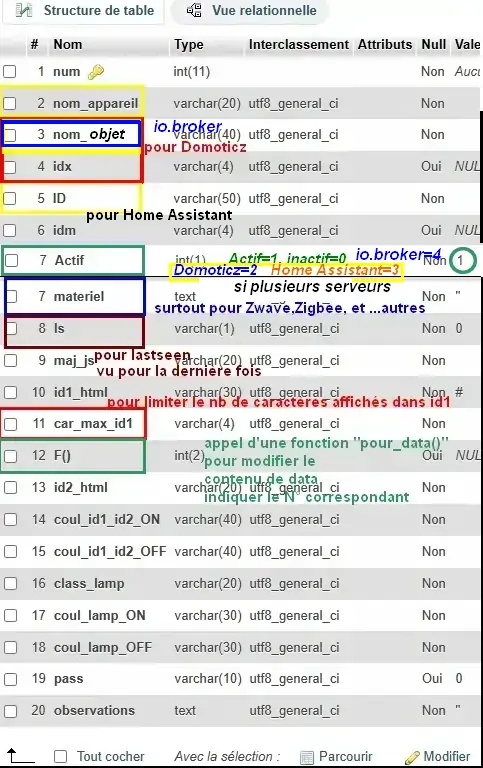 Structure de table Vue relationnelle
# Nom Type Interclassement Attributs Null Vale
1 num int(11) Non Aucu
2 nom_appareil varchar(20) utf8_general_ci Non
io.broker
3 nom_objet varchar(40) utf8_general_ci Non
pour Domoticz
4 idx varchar(4) utf8_general_ci Oui NUL
5 ID varchar(50) utf8_general_ci Non
pour Home Assistant
6 idm varchar(4) utf8_general_ci Oui NUL
7 Actif int(1) Actif=1, inactif=0 io.broker=4 Non 1
Domoticz=2 Home Assistant=3
si plusieurs serveurs
7 materiel text Non "
surtout pour Zwave,Zigbee, et ...autres
8 ls varchar(1) utf8_general_ci Non 0
pour lastseen
9 maj_js varchar(20) utf8_general_ci Non
vu pour la dernière fois
10 id1_html varchar(30) utf8_general_ci Non #
pour limiter le nb de caractères affichés dans id1
11 car_max_id1 varchar(4) utf8_general_ci Non
appel d'une fonction "pour_data()"
12 F() int(2) Oui NUL
pour modifier le
contenu de data
13 id2_html varchar(20) utf8_general_ci Non
indiquer le N° correspondant
14 coul_id1_id2_ON varchar(40) utf8_general_ci Non
15 coul_id1_id2_OFF varchar(40) utf8_general_ci Non
16 class_lamp varchar(20) utf8_general_ci Non
17 coul_lamp_ON varchar(30) utf8_general_ci Non
18 coul_lamp_OFF varchar(30) utf8_general_ci Non
19 pass varchar(10) utf8_general_ci Oui 0
20 observations text utf8_general_ci Non "
Tout cocher Avec la sélection : Parcourir Modifier